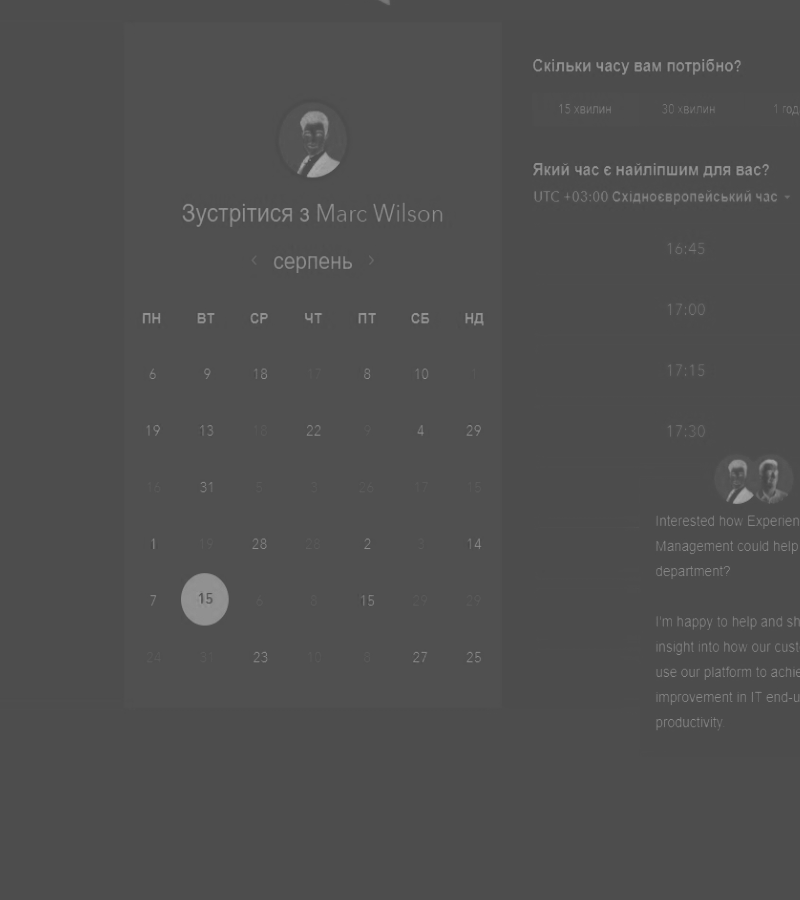 Зустрітися з Marc Wilson
‹ серпень ›
ПН ВТ СР ЧТ ПТ СБ НД
6 9 18 17 8 10 1
19 13 18 22 9 4 29
16 31 5 3 26 17 15
1 19 28 28 2 3 14
7 15 6 8 15 29 29
24 31 23 10 8 27 25
Скільки часу вам потрібно?
15 хвилин 30 хвилин 1 год
Який час є найліпшим для вас?
UTC +03:00 Східноєвропейський час
16:45
17:00
17:15
17:30
Interested how Experien
Management could help
department?
I'm happy to help and sh
insight into how our cust
use our platform to achie
improvement in IT end-u
productivity